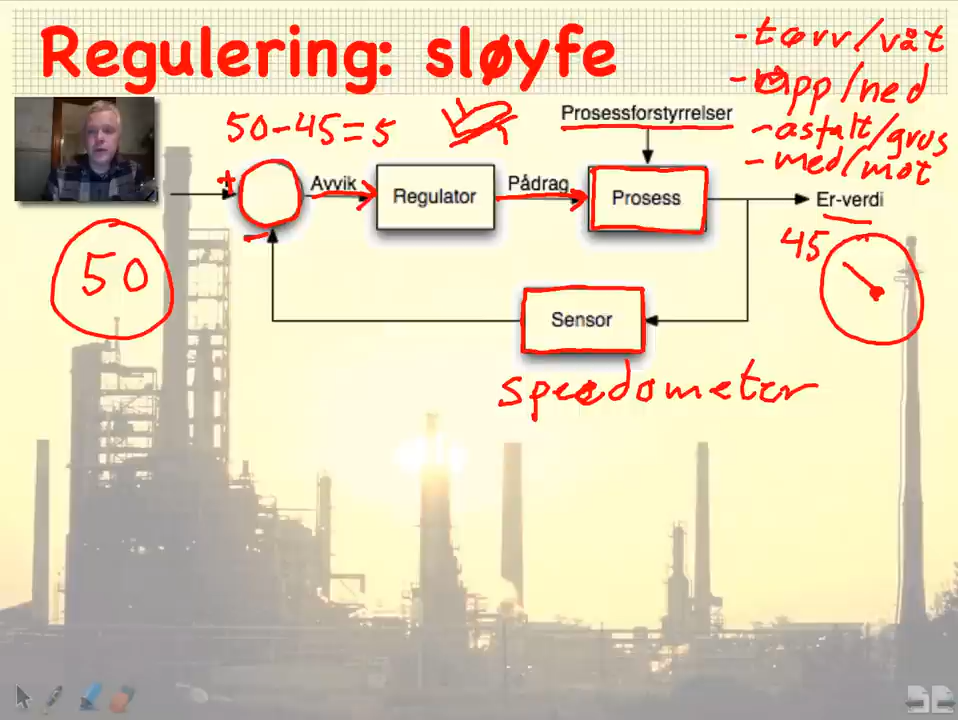 Regulering: sløyfe
- tørr/våt
- opp/ned
- asfalt/grus
- med/mot
50-45=5
Prosessforstyrrelser
+
Avvik
Regulator
Pådrag
Prosess
Er-verdi
-
50
45
Sensor
speedometer